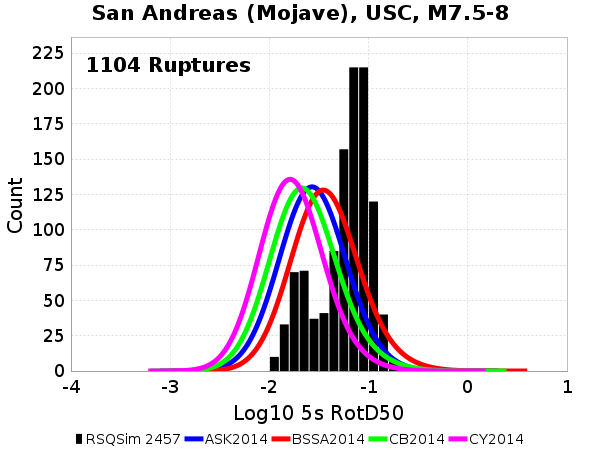 San Andreas (Mojave), USC, M7.5-8
1104 Ruptures
225
200
175
150
125
100
75
50
25
0
Count
-4 -3 -2 -1 0 1
Log10 5s RotD50
RSQSim 2457 ASK2014 BSSA2014 CB2014 CY2014